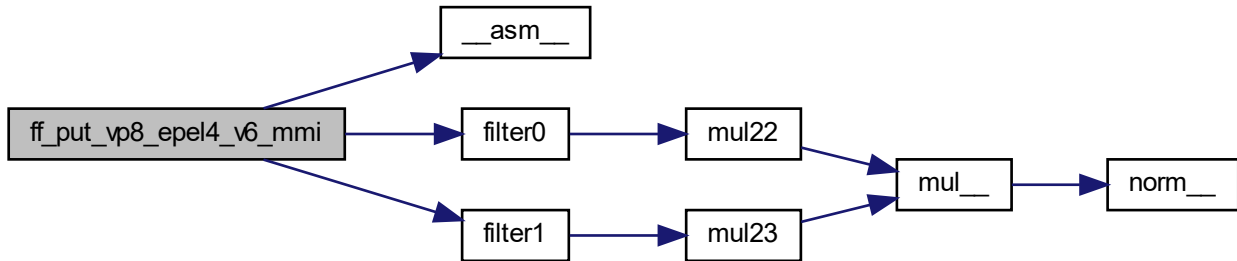 __asm__
ff_put_vp8_epel4_v6_mmi
filter0
mul22
mul__
norm__
filter1
mul23